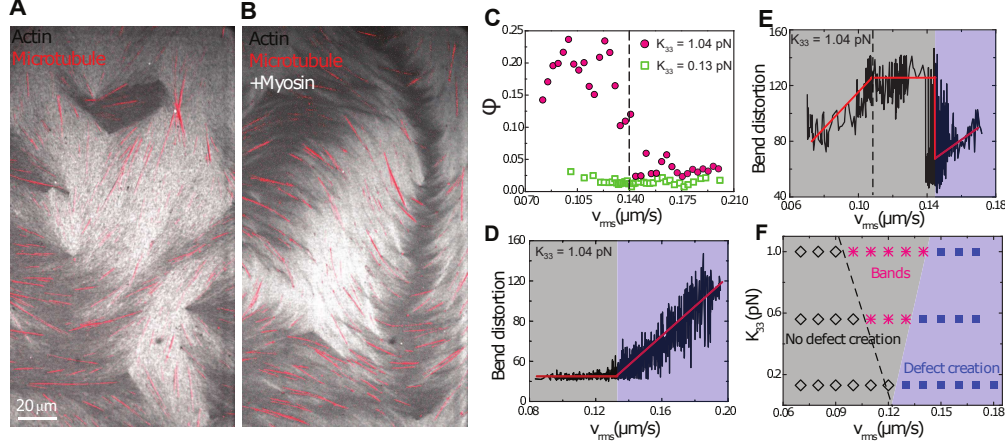 A
Actin
Microtubule
20 μm
B
Actin
Microtubule
+Myosin
C
K33 = 1.04 pN
K33 = 0.13 pN
φ
0.25
0.20
0.15
0.10
0.05
0.00
0.070
0.105
0.140
0.175
0.210
vrms(μm/s)
D
K33 = 1.04 pN
Bend distortion
160
120
80
40
0.08
0.12
0.16
0.20
vrms(μm/s)
E
K33 = 1.04 pN
Bend distortion
160
120
80
40
0.06
0.10
0.14
0.18
vrms(μm/s)
F
K33 (pN)
1.0
0.6
0.2
Bands
No defect creation
Defect creation
0.06
0.09
0.12
0.15
0.18
vrms(μm/s)